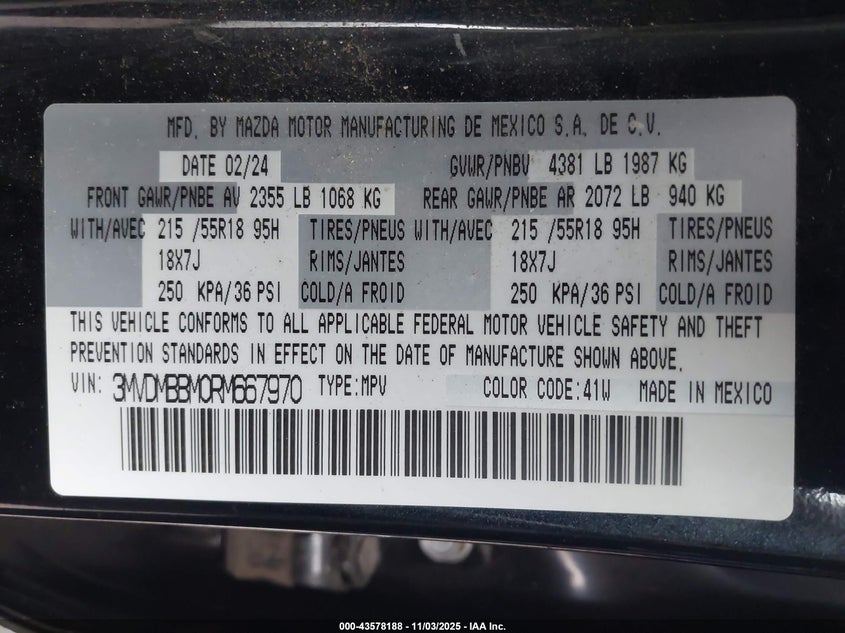 MFD. BY MAZDA MOTOR MANUFACTURING DE MEXICO S.A. DE C.V.
DATE 02/24 GVWR/PNBV 4381 LB 1987 KG
FRONT GAWR/PNBE AV 2355 LB 1068 KG REAR GAWR/PNBE AR 2072 LB 940 KG
WITH/AVEC 215 /55R18 95H TIRES/PNEUS WITH/AVEC 215 /55R18 95H TIRES/PNEUS
18X7J RIMS/JANTES 18X7J RIMS/JANTES
250 KPA/36 PSI COLD/A FROID 250 KPA/36 PSI COLD/A FROID
THIS VEHICLE CONFORMS TO ALL APPLICABLE FEDERAL MOTOR VEHICLE SAFETY AND THEFT
PREVENTION STANDARDS IN EFFECT ON THE DATE OF MANUFACTURE SHOWN ABOVE.
VIN: 3MVDMBBM0RM667970 TYPE:MPV COLOR CODE:41W MADE IN MEXICO
000-43578188 - 11/03/2025 - IAA Inc.